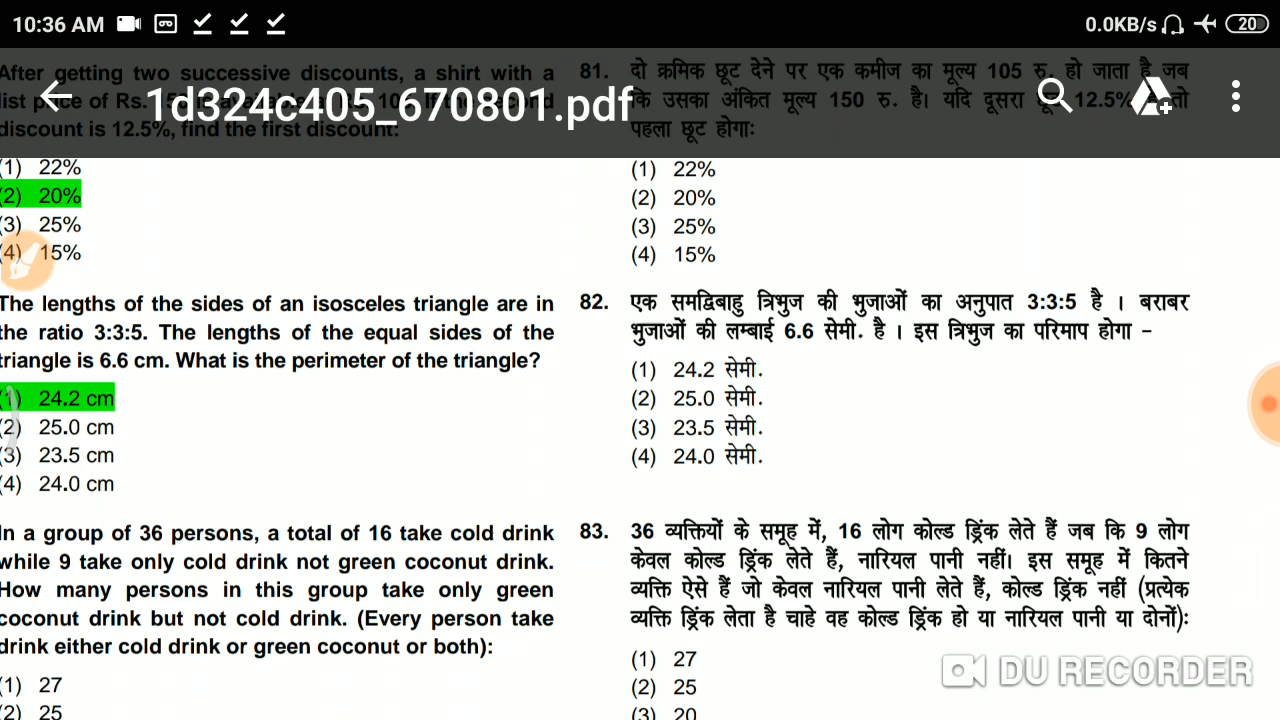 10:36 AM
0.0KB/s
20
1d324c405_670801.pdf
After getting two successive discounts, a shirt with a
list price of Rs.
discount is 12.5%, find the first discount:
(1) 22%
(2) 20%
(3) 25%
(4) 15%
The lengths of the sides of an isosceles triangle are in
the ratio 3:3:5. The lengths of the equal sides of the
triangle is 6.6 cm. What is the perimeter of the triangle?
(1) 24.2 cm
(2) 25.0 cm
(3) 23.5 cm
(4) 24.0 cm
In a group of 36 persons, a total of 16 take cold drink
while 9 take only cold drink not green coconut drink.
How many persons in this group take only green
coconut drink but not cold drink. (Every person take
drink either cold drink or green coconut or both):
(1) 27
(2) 25
81. दो क्रमिक छूट देने पर एक कमीज का मूल्य 105 रु. हो जाता है जब
कि उसका अंकित मूल्य 150 रु. है। यदि दूसरा 12.5% तो
पहला छूट होगाः
(1) 22%
(2) 20%
(3) 25%
(4) 15%
82. एक समद्विबाहु त्रिभुज की भुजाओं का अनुपात 3:3:5 है । बराबर
भुजाओं की लम्बाई 6.6 सेमी. है । इस त्रिभुज का परिमाप होगा –
(1) 24.2 सेमी.
(2) 25.0 सेमी.
(3) 23.5 सेमी.
(4) 24.0 सेमी.
83. 36 व्यक्तियों के समूह में, 16 लोग कोल्ड ड्रिंक लेते हैं जब कि 9 लोग
केवल कोल्ड ड्रिंक लेते हैं, नारियल पानी नहीं। इस समूह में कितने
व्यक्ति ऐसे हैं जो केवल नारियल पानी लेते हैं, कोल्ड ड्रिंक नहीं (प्रत्येक
व्यक्ति ड्रिंक लेता है चाहे वह कोल्ड ड्रिंक हो या नारियल पानी या दोनों)ः
(1) 27
(2) 25
(3) 20
DU RECORDER